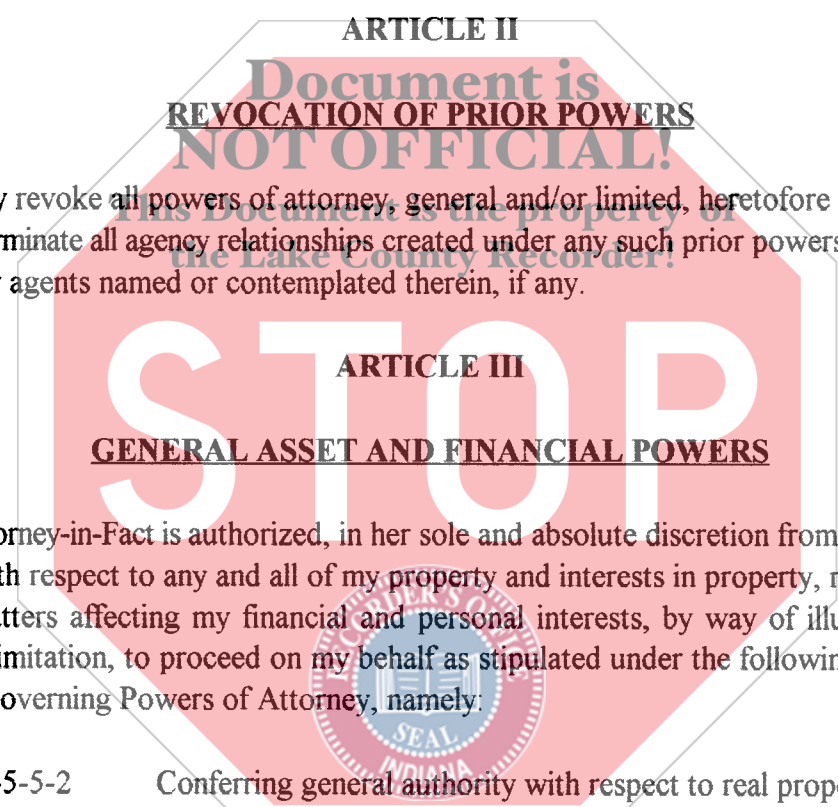 ARTICLE II
Document is
REVOCATION OF PRIOR POWERS
NOT OFFICIAL!
y revoke all powers of attorney, general and/or limited, heretofore
This Document is the property of
rminate all agency relationships created under any such prior powers
the Lake County Recorder!
agents named or contemplated therein, if any.
STOP
ARTICLE III
GENERAL ASSET AND FINANCIAL POWERS
orney-in-Fact is authorized, in her sole and absolute discretion from
th respect to any and all of my property and interests in property, r
atters affecting my financial and personal interests, by way of illu
imitation, to proceed on my behalf as stipulated under the followin
overning Powers of Attorney, namely:
RECORDER'S OFFICE
SEAL
INDIANA
-5-5-2 Conferring general authority with respect to real prop